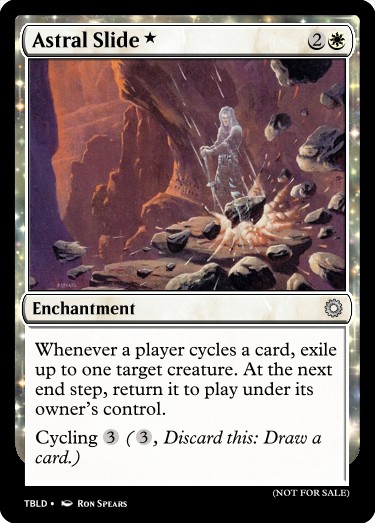 Astral Slide ★ 2
Enchantment
Whenever a player cycles a card, exile
up to one target creature. At the next
end step, return it to play under its
owner's control.
Cycling 3 (3, Discard this: Draw a
card.)
(NOT FOR SALE)
TBLD • Ron Spears